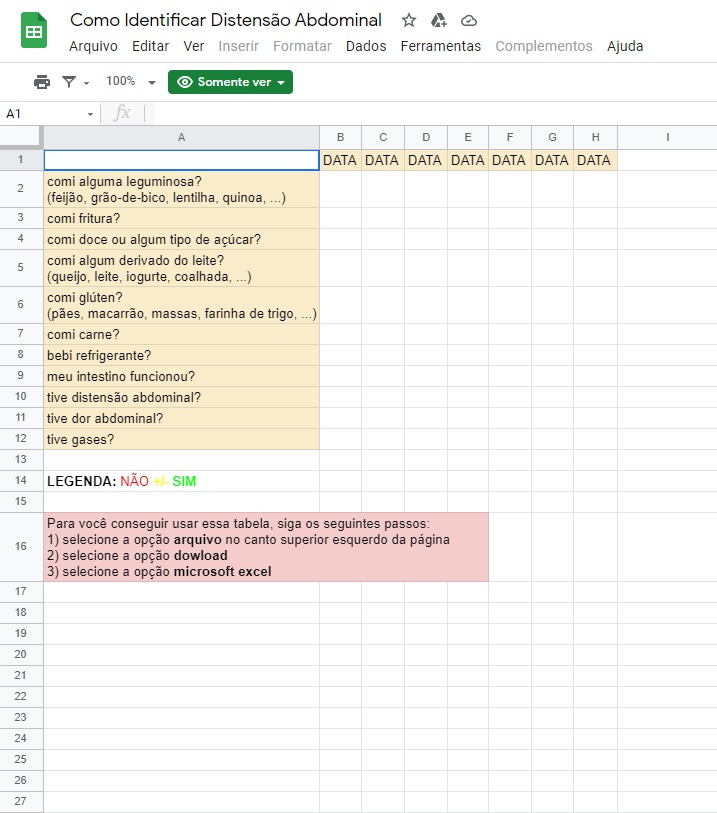 Como Identificar Distensão Abdominal
Arquivo Editar Ver Inserir Formatar Dados Ferramentas Complementos Ajuda
100% Somente ver
A1 fx
A B C D E F G H I
1 DATA DATA DATA DATA DATA DATA DATA
2 comi alguma leguminosa?
(feijão, grão-de-bico, lentilha, quinoa, ...)
3 comi fritura?
4 comi doce ou algum tipo de açúcar?
5 comi algum derivado do leite?
(queijo, leite, iogurte, coalhada, ...)
6 comi glúten?
(pães, macarrão, massas, farinha de trigo, ...)
7 comi carne?
8 bebi refrigerante?
9 meu intestino funcionou?
10 tive distensão abdominal?
11 tive dor abdominal?
12 tive gases?
13
14 LEGENDA: NÃO +/- SIM
15
16 Para você conseguir usar essa tabela, siga os seguintes passos:
1) selecione a opção arquivo no canto superior esquerdo da página
2) selecione a opção dowload
3) selecione a opção microsoft excel
17
18
19
20
21
22
23
24
25
26
27